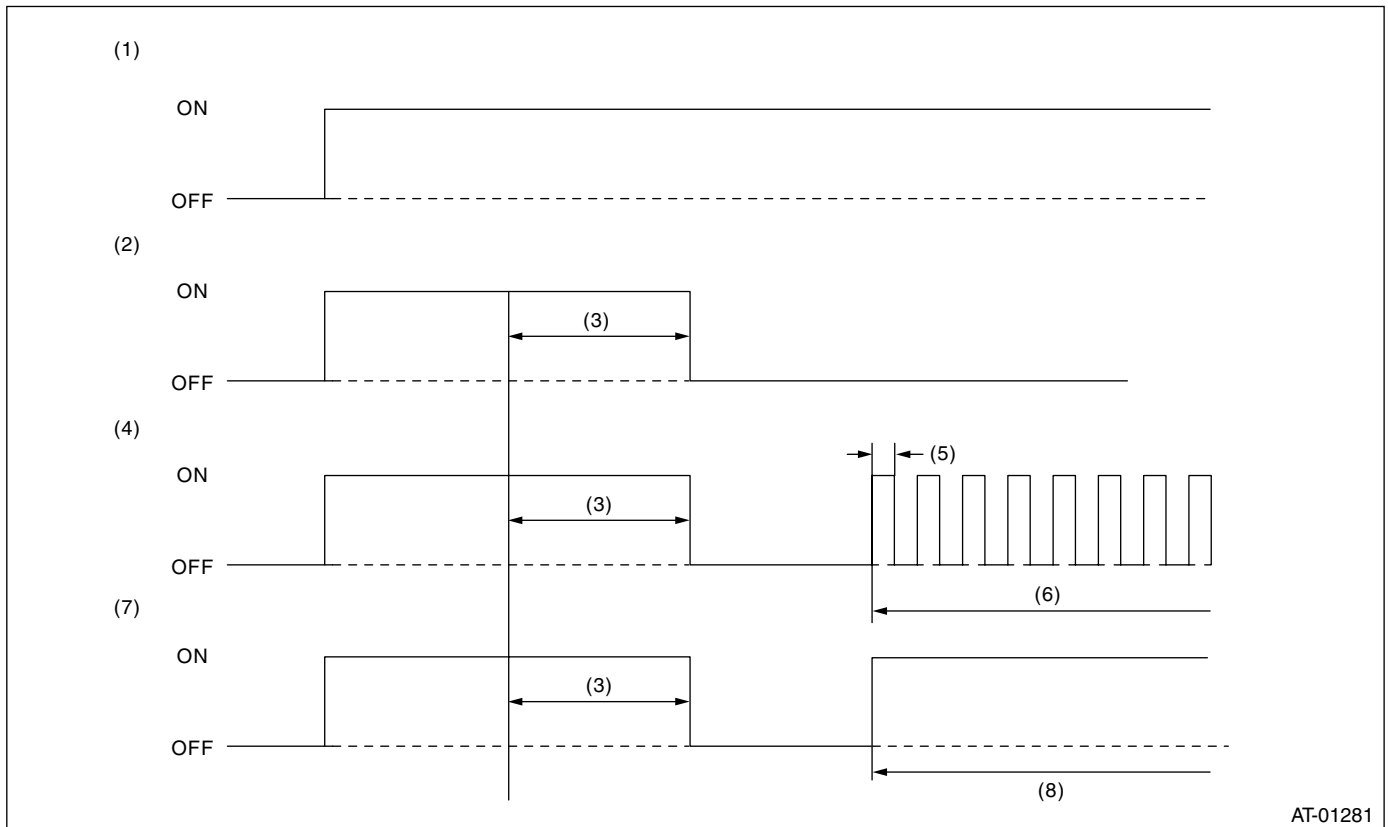 (1)
ON
OFF
(2)
ON
(3)
OFF
(4)
ON
(5)
(3)
OFF
(6)
(7)
ON
(3)
OFF
(8)
AT-01281